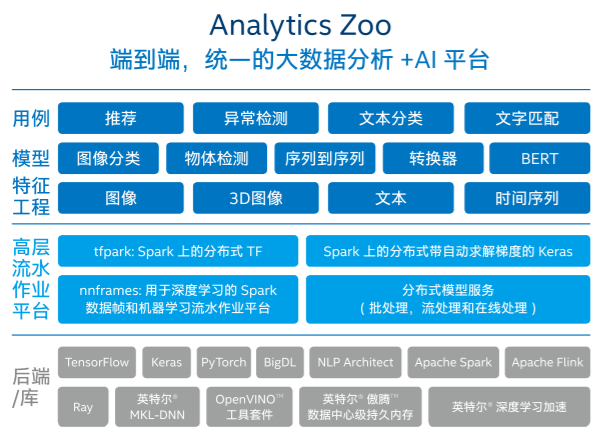 Analytics Zoo
端到端，统一的大数据分析 +AI 平台
用例
推荐
异常检测
文本分类
文字匹配
模型
图像分类
物体检测
序列到序列
转换器
BERT
特征
工程
图像
3D图像
文本
时间序列
高层
流水
作业
平台
tfpark: Spark 上的分布式 TF
Spark 上的分布式带自动求解梯度的 Keras
nnframes: 用于深度学习的 Spark
数据帧和机器学习流水作业平台
分布式模型服务
（ 批处理，流处理和在线处理 ）
后端
/库
TensorFlow
Keras
PyTorch
BigDL
NLP Architect
Apache Spark
Apache Flink
Ray
英特尔®
MKL-DNN
OpenVINO™
工具套件
英特尔® 傲腾™
数据中心级持久内存
英特尔® 深度学习加速